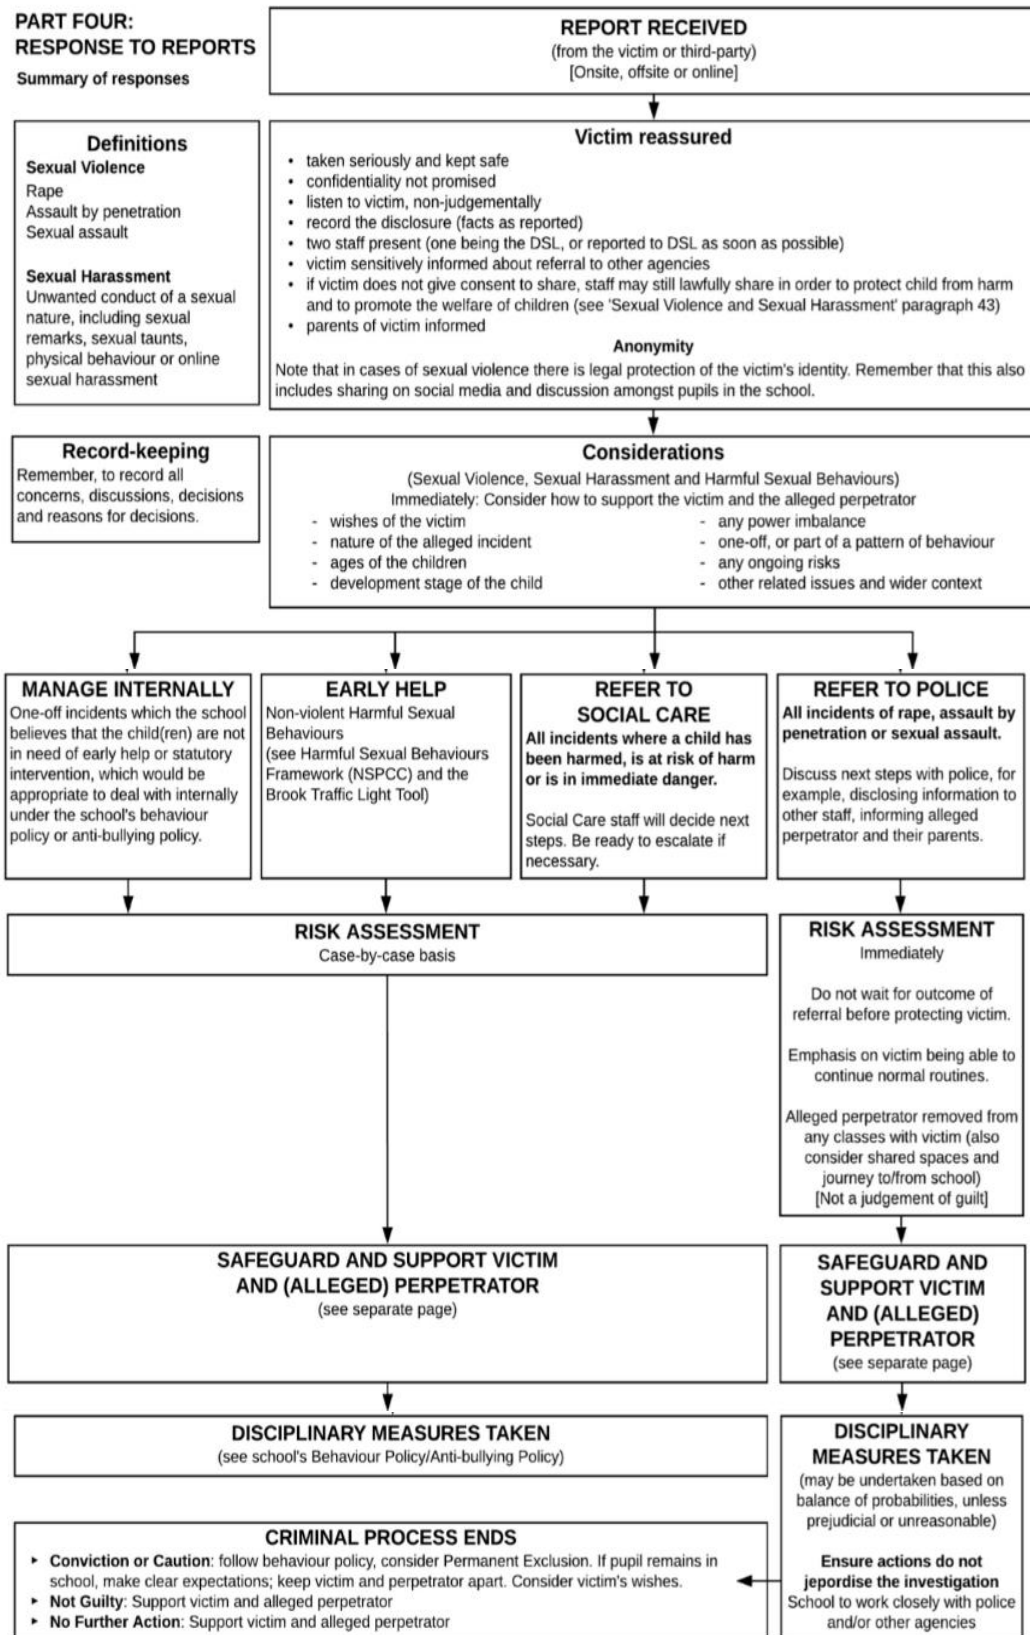 PART FOUR:
RESPONSE TO REPORTS
Summary of responses
REPORT RECEIVED
(from the victim or third-party)
[Onsite, offsite or online]
Definitions
Sexual Violence
Rape
Assault by penetration
Sexual assault
Sexual Harassment
Unwanted conduct of a sexual
nature, including sexual
remarks, sexual taunts,
physical behaviour or online
sexual harassment
Victim reassured
• taken seriously and kept safe
• confidentiality not promised
• listen to victim, non-judgementally
• record the disclosure (facts as reported)
• two staff present (one being the DSL, or reported to DSL as soon as possible)
• victim sensitively informed about referral to other agencies
• if victim does not give consent to share, staff may still lawfully share in order to protect child from harm
and to promote the welfare of children (see 'Sexual Violence and Sexual Harassment' paragraph 43)
• parents of victim informed
Anonymity
Note that in cases of sexual violence there is legal protection of the victim's identity. Remember that this also
includes sharing on social media and discussion amongst pupils in the school.
Record-keeping
Remember, to record all
concerns, discussions, decisions
and reasons for decisions.
Considerations
(Sexual Violence, Sexual Harassment and Harmful Sexual Behaviours)
Immediately: Consider how to support the victim and the alleged perpetrator
- wishes of the victim
- nature of the alleged incident
- ages of the children
- development stage of the child
- any power imbalance
- one-off, or part of a pattern of behaviour
- any ongoing risks
- other related issues and wider context
MANAGE INTERNALLY
One-off incidents which the school
believes that the child(ren) are not
in need of early help or statutory
intervention, which would be
appropriate to deal with internally
under the school's behaviour
policy or anti-bullying policy.
EARLY HELP
Non-violent Harmful Sexual
Behaviours
(see Harmful Sexual Behaviours
Framework (NSPCC) and the
Brook Traffic Light Tool)
REFER TO
SOCIAL CARE
All incidents where a child has
been harmed, is at risk of harm
or is in immediate danger.
Social Care staff will decide next
steps. Be ready to escalate if
necessary.
REFER TO POLICE
All incidents of rape, assault by
penetration or sexual assault.
Discuss next steps with police, for
example, disclosing information to
other staff, informing alleged
perpetrator and their parents.
RISK ASSESSMENT
Case-by-case basis
RISK ASSESSMENT
Immediately
Do not wait for outcome of
referral before protecting victim.
Emphasis on victim being able to
continue normal routines.
Alleged perpetrator removed from
any classes with victim (also
consider shared spaces and
journey to/from school)
[Not a judgement of guilt]
SAFEGUARD AND SUPPORT VICTIM
AND (ALLEGED) PERPETRATOR
(see separate page)
SAFEGUARD AND
SUPPORT VICTIM
AND (ALLEGED)
PERPETRATOR
(see separate page)
DISCIPLINARY MEASURES TAKEN
(see school's Behaviour Policy/Anti-bullying Policy)
DISCIPLINARY
MEASURES TAKEN
(may be undertaken based on
balance of probabilities, unless
prejudicial or unreasonable)
Ensure actions do not
jepordise the investigation
School to work closely with police
and/or other agencies
CRIMINAL PROCESS ENDS
‣ Conviction or Caution: follow behaviour policy, consider Permanent Exclusion. If pupil remains in
school, make clear expectations; keep victim and perpetrator apart. Consider victim's wishes.
‣ Not Guilty: Support victim and alleged perpetrator
‣ No Further Action: Support victim and alleged perpetrator